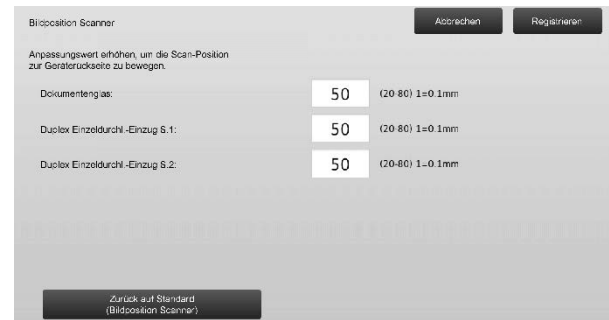 Bildposition Scanner
Abbrechen
Registrieren
Anpassungswert erhöhen, um die Scan-Position
zur Geräterückseite zu bewegen.
Dokumentenglas:
50
(20-80) 1=0.1mm
Duplex Einzeldurchl.-Einzug S.1:
50
(20-80) 1=0.1mm
Duplex Einzeldurchl.-Einzug S.2:
50
(20-80) 1=0.1mm
Zurück auf Standard
(Bildposition Scanner)